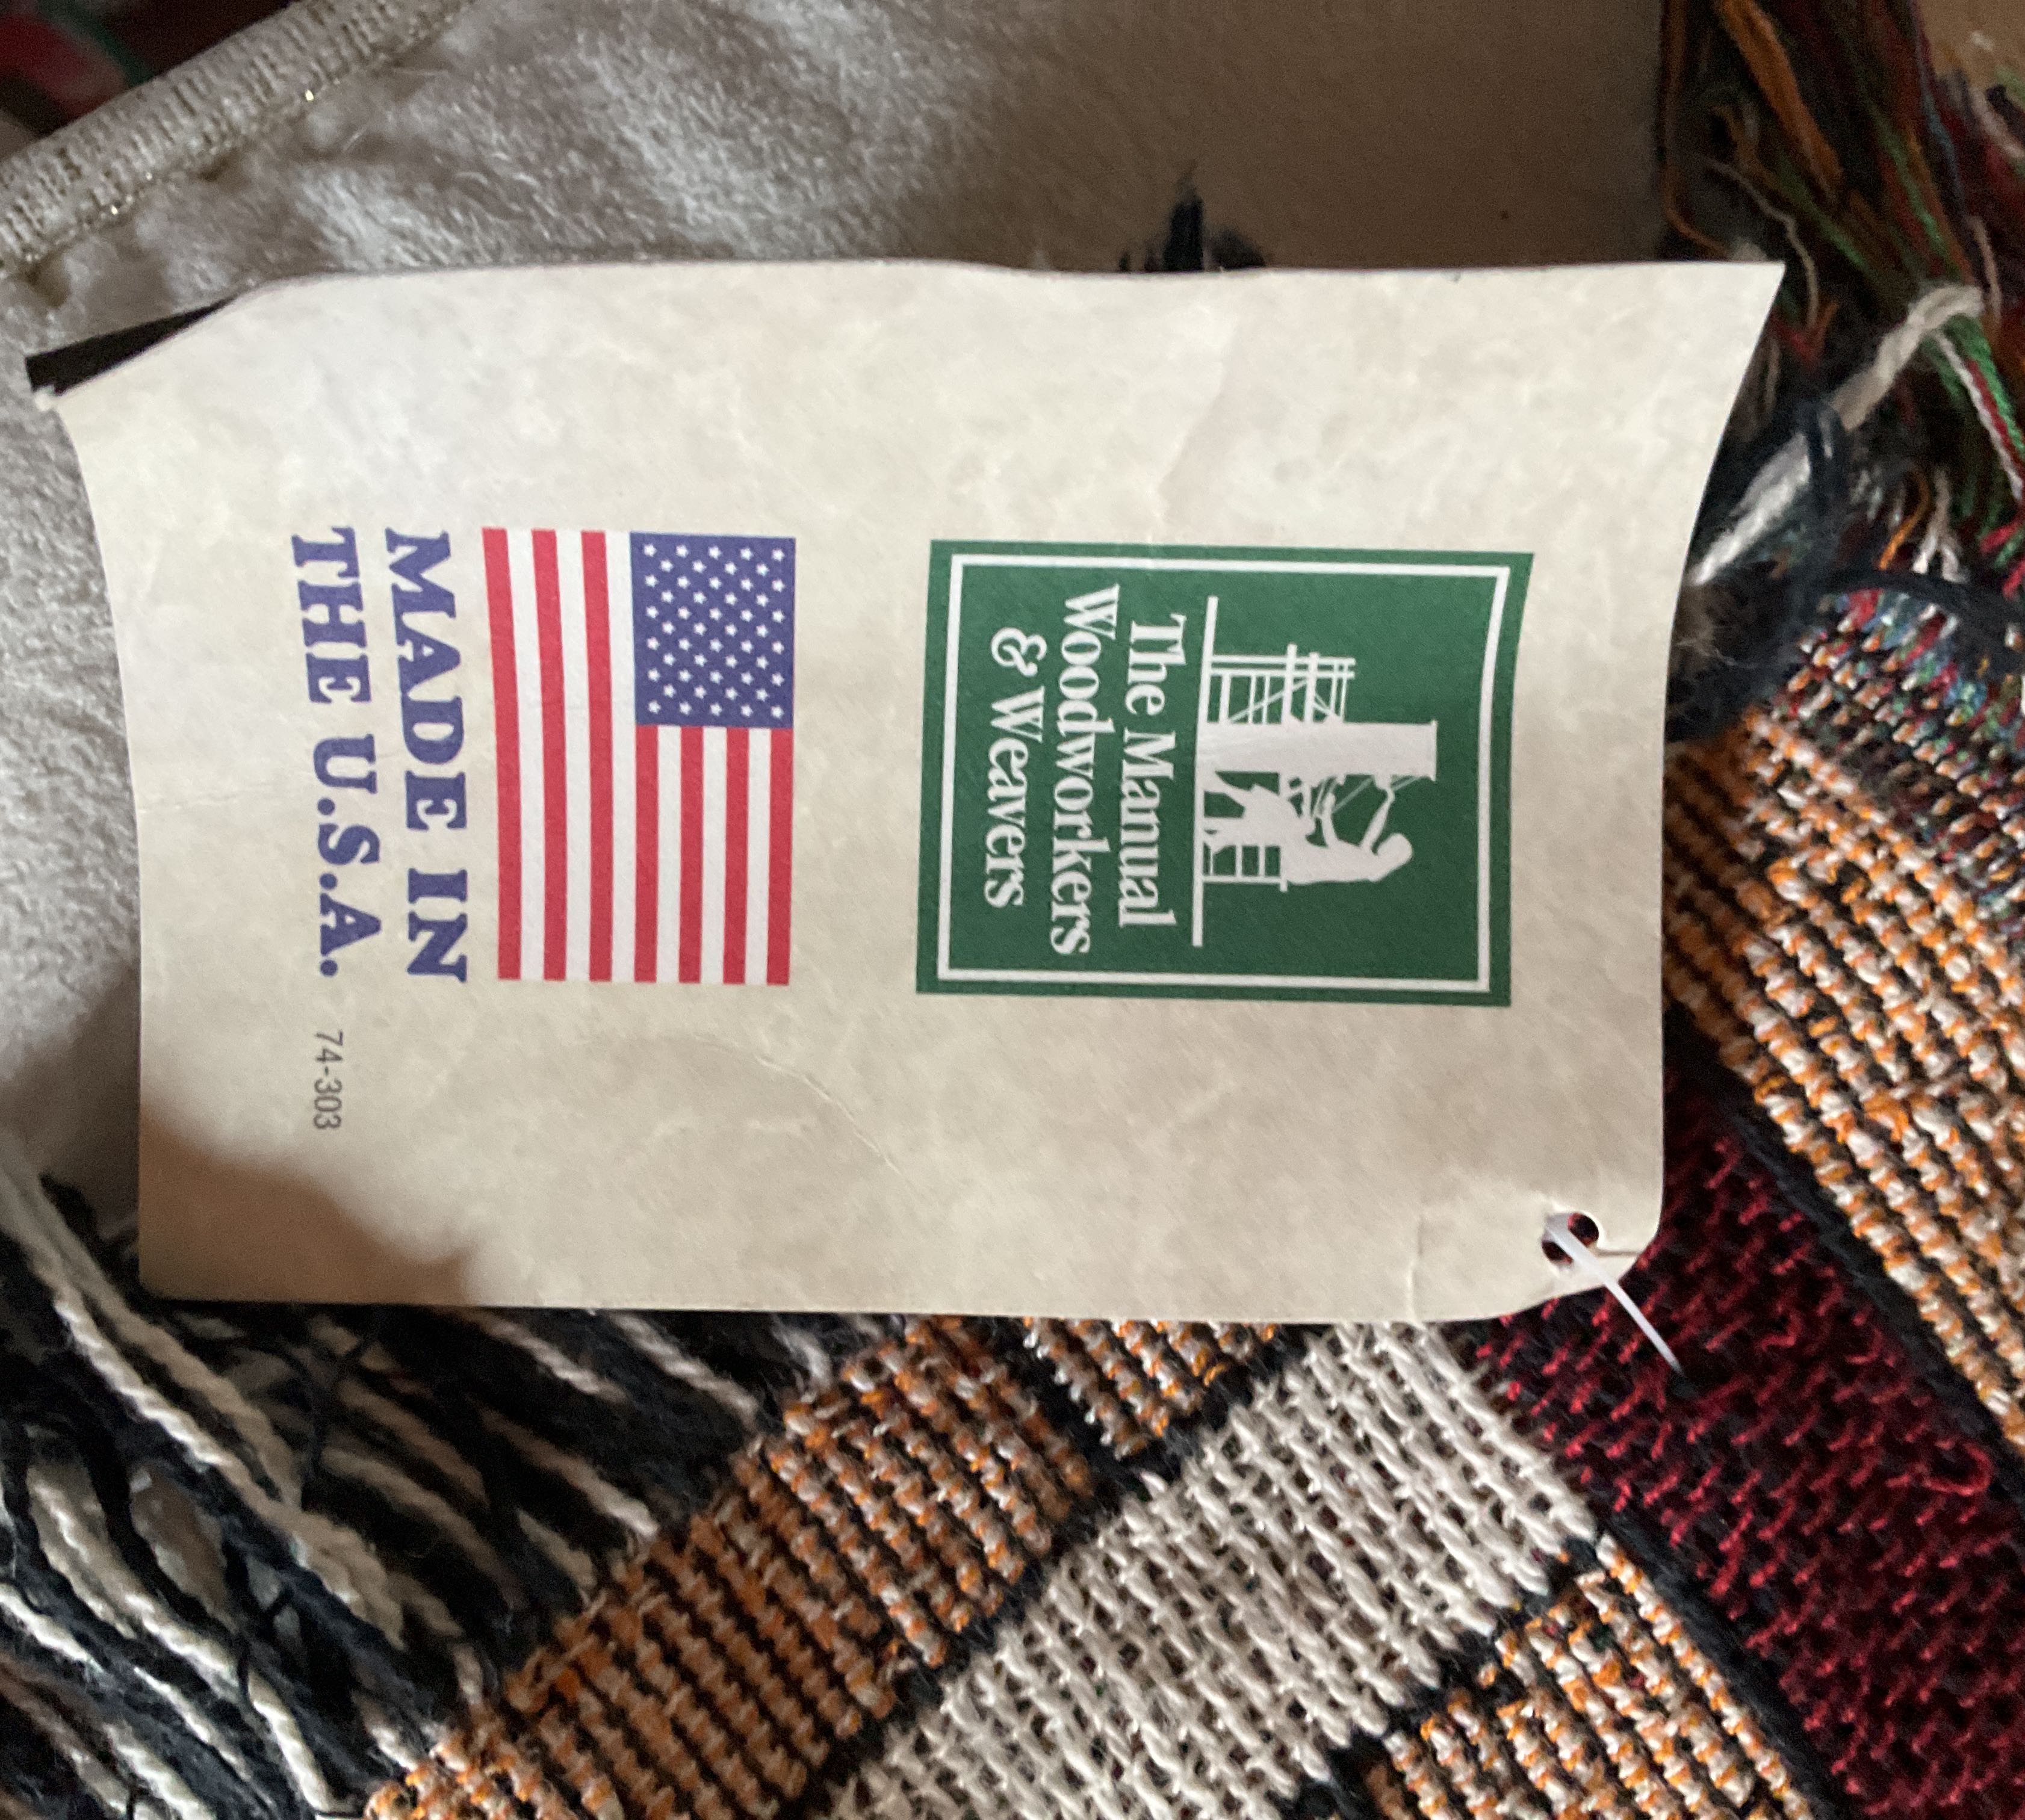 The Manual
Woodworkers
& Weavers
MADE IN
THE U.S.A.
74-303